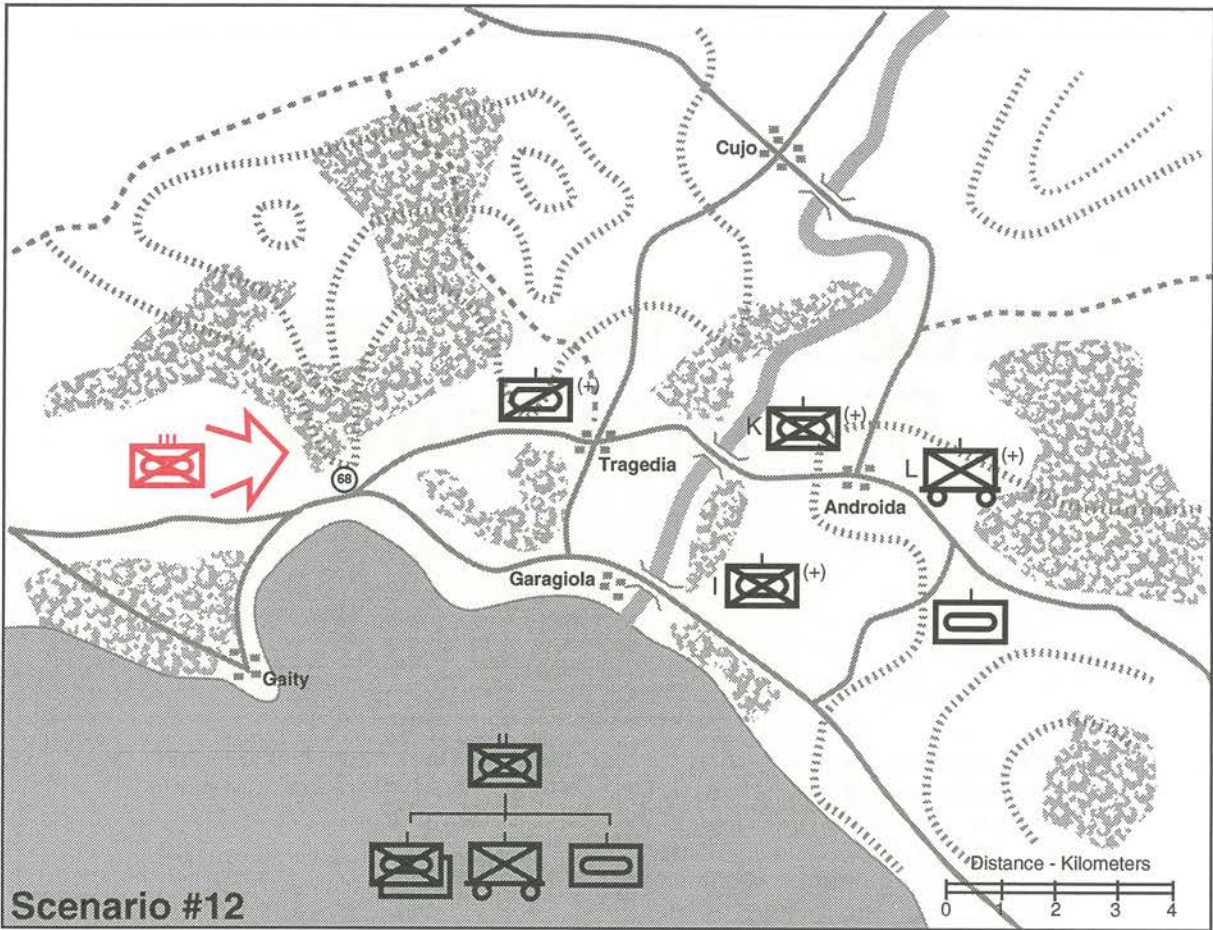 Cujo
(+)
K
(+)
Tragedia
L
(+)
68
Androida
Garagiola
I
(+)
Gaity
Distance - Kilometers
0 1 2 3 4
Scenario #12